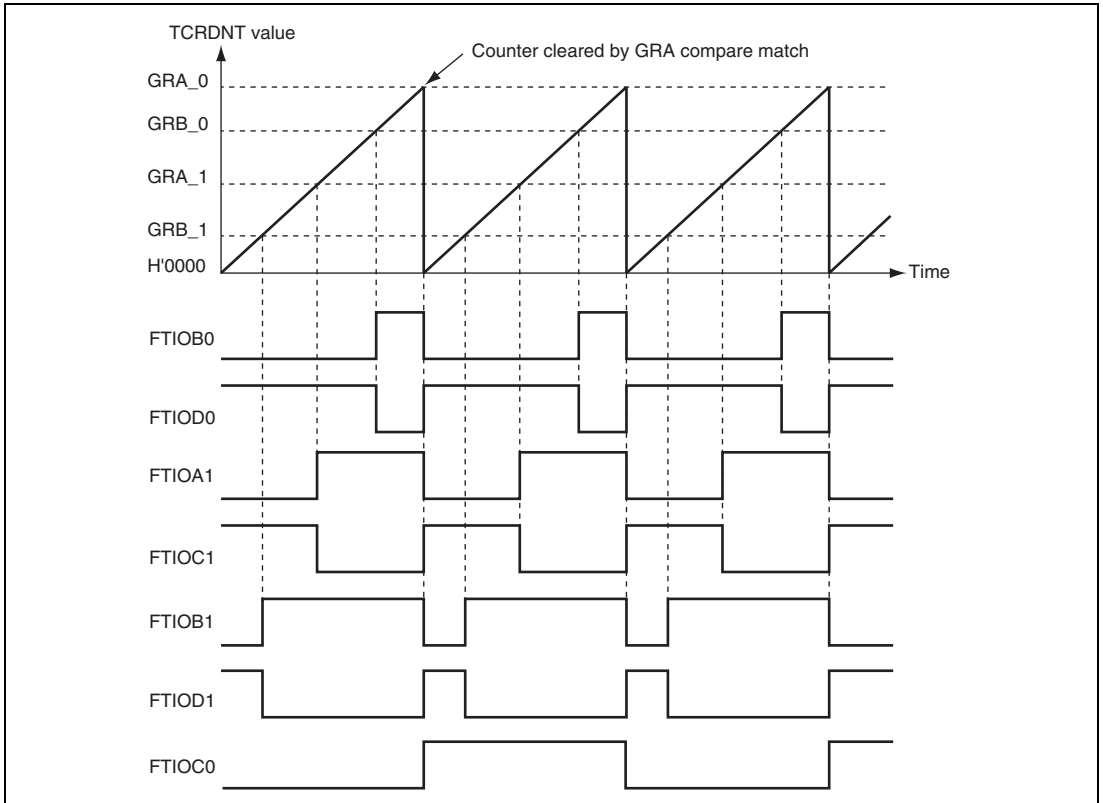 TCRDNT value
Counter cleared by GRA compare match
GRA_0
GRB_0
GRA_1
GRB_1
H'0000
Time
FTIOB0
FTIOD0
FTIOA1
FTIOC1
FTIOB1
FTIOD1
FTIOC0